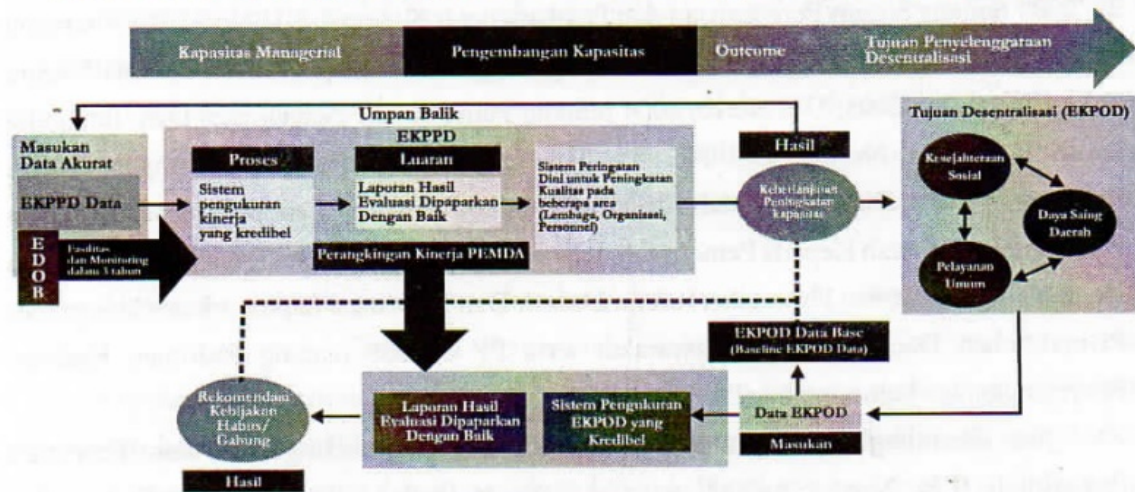 Kapasitas Managerial
Pengembangan Kapasitas
Outcome
Tujuan Penyelenggataan
Desentralisasi
Umpan Balik
Masukan
Data Akurat
EKPPD Data
EDOB
Fasilitas
dan Monitoring
dalam 3 tahun
EKPPD
Proses
Sistem
pengukuran
kinerja
yang kredibel
Luaran
Laporan Hasil
Evaluasi Dipaparkan
Dengan Baik
Perangkingan Kinerja PEMDA
Sistem Peringatan
Dini untuk Peningkatan
Kualitas pada
beberapa area
(Lembaga, Organisasi,
Personnel)
Hasil
Keberlanjutan
Peningkatan
kapasitas
Tujuan Desentralisasi (EKPOD)
Kesejahteraan
Sosial
Daya Saing
Daerah
Pelayanan
Umum
EKPOD Data Base
(Baseline EKPOD Data)
Data EKPOD
Masukan
Sistem Pengukuran
EKPOD yang
Kredibel
Laporan Hasil
Evaluasi Dipaparkan
Dengan Baik
Rekomendasi
Kebijakan
Habus/
Gabung
Hasil